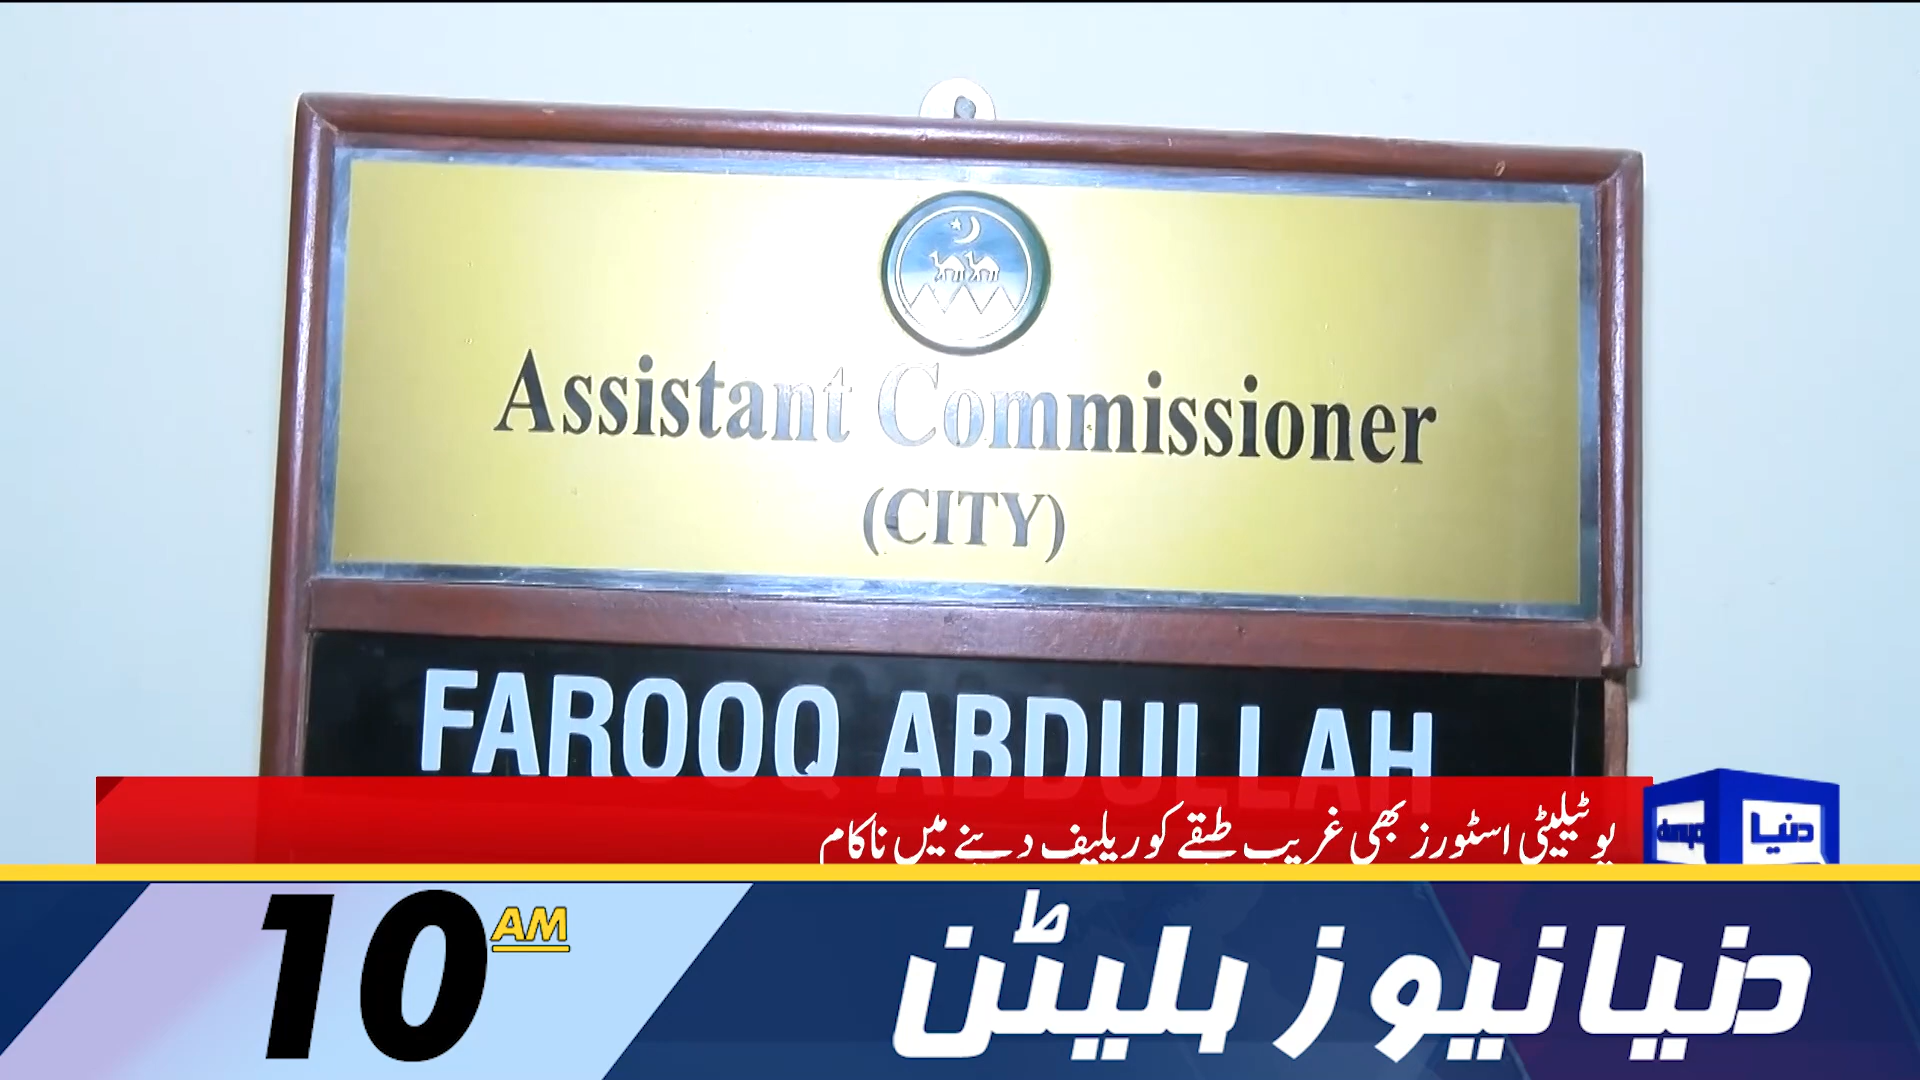 Assistant Commissioner
(CITY)
FAROOQ ABDULLAH
یوٹیلیٹی اسٹورز بھی غریب طبقے کو ریلیف دینے میں ناکام
دنیا
10 AM
دنیا نیوز بلیٹن